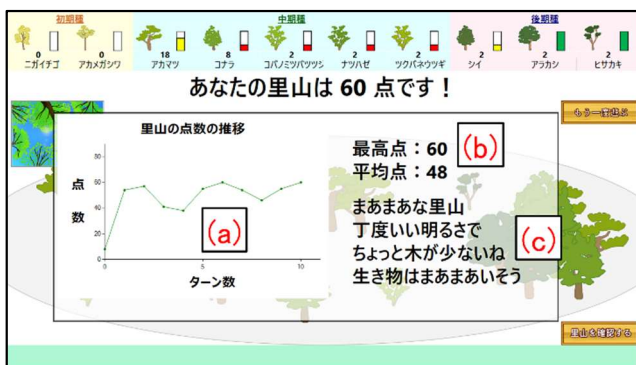 初期種
中期種
後期種
0
0
18
8
2
2
2
2
2
2
ニガイチゴ
アカメガシワ
アカマツ
コナラ
コバノミツバツツジ
ナツハゼ
ツクバネウツギ
シイ
アラカシ
ヒサカキ
あなたの里山は 60 点です！
もう一度遊ぶ
里山の点数の推移
点
数
80
60
40
20
0
0
5
10
ターン数
(a)
最高点：60
(b)
平均点：48
まあまあな里山
丁度いい明るさで
ちょっと木が少ないね
生き物はまあまあいそう
(c)
里山を確認する